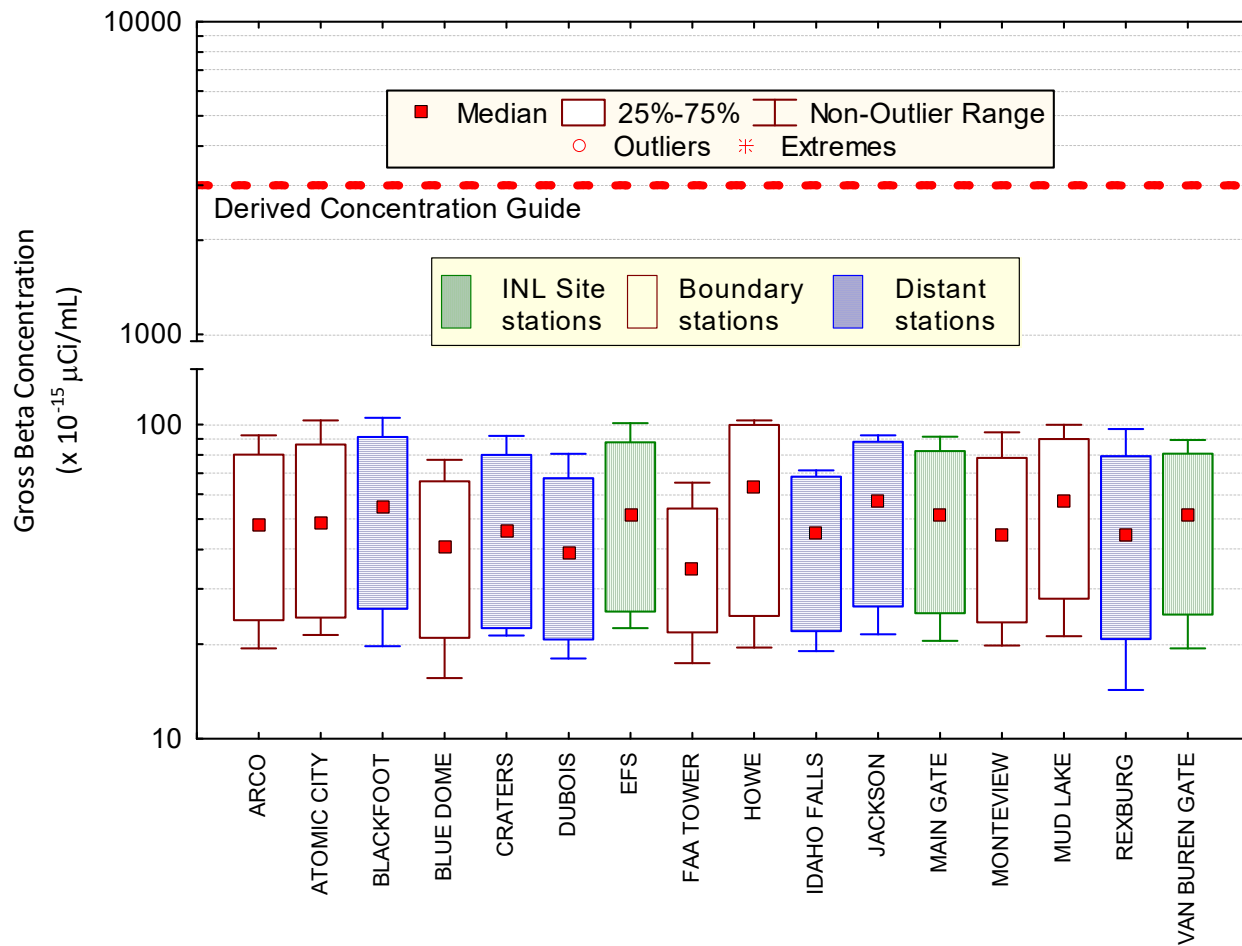 10000
Median 25%-75% Non-Outlier Range
Outliers Extremes
Derived Concentration Guide
INL Site stations
Boundary stations
Distant stations
1000
100
10
Gross Beta Concentration
(x 10⁻¹⁵ μCi/mL)
ARCO
ATOMIC CITY
BLACKFOOT
BLUE DOME
CRATERS
DUBOIS
EFS
FAA TOWER
HOWE
IDAHO FALLS
JACKSON
MAIN GATE
MONTEVIEW
MUD LAKE
REXBURG
VAN BUREN GATE